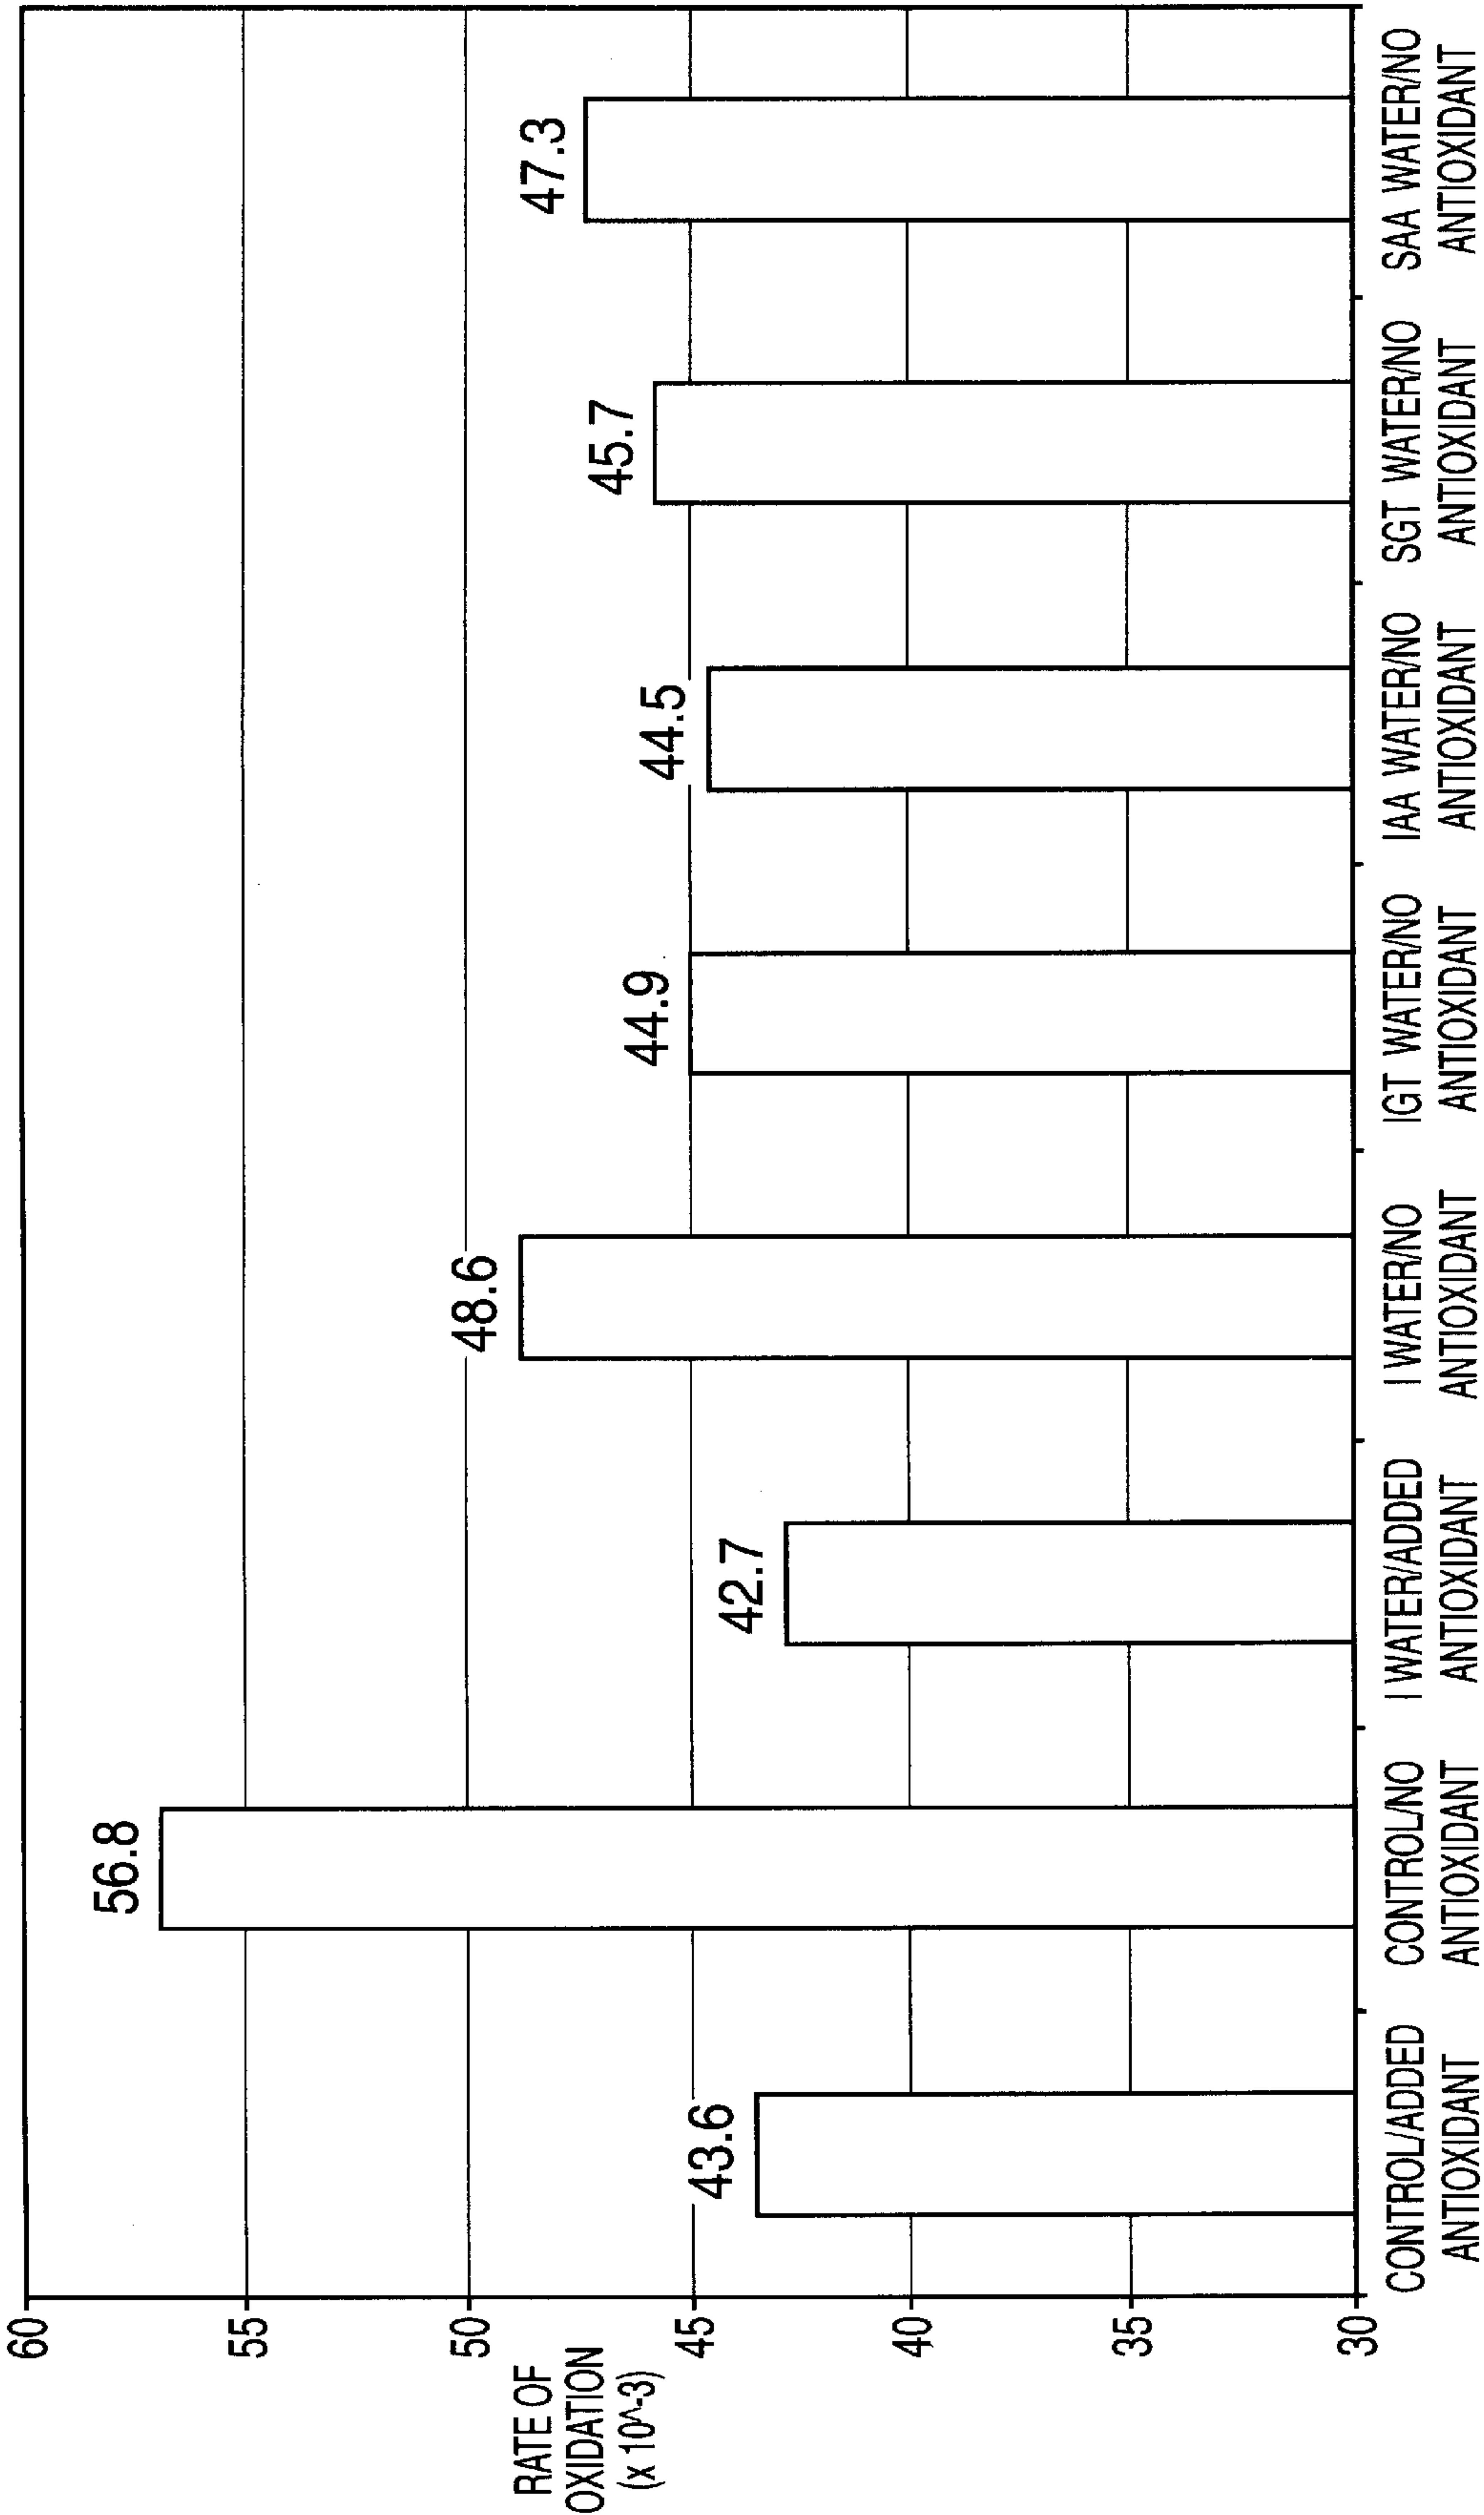 60
55
50
45
40
35
30
RATE OF
OXIDATION
(x 10^-3)
43.6
56.8
42.7
48.6
44.9
44.5
45.7
47.3
CONTROL/ADDED
ANTIOXIDANT
CONTROL/NO
ANTIOXIDANT
I WATER/ADDED
ANTIOXIDANT
I WATER/NO
ANTIOXIDANT
IGT WATER/NO
ANTIOXIDANT
IAA WATER/NO
ANTIOXIDANT
SGT WATER/NO
ANTIOXIDANT
SAA WATER/NO
ANTIOXIDANT